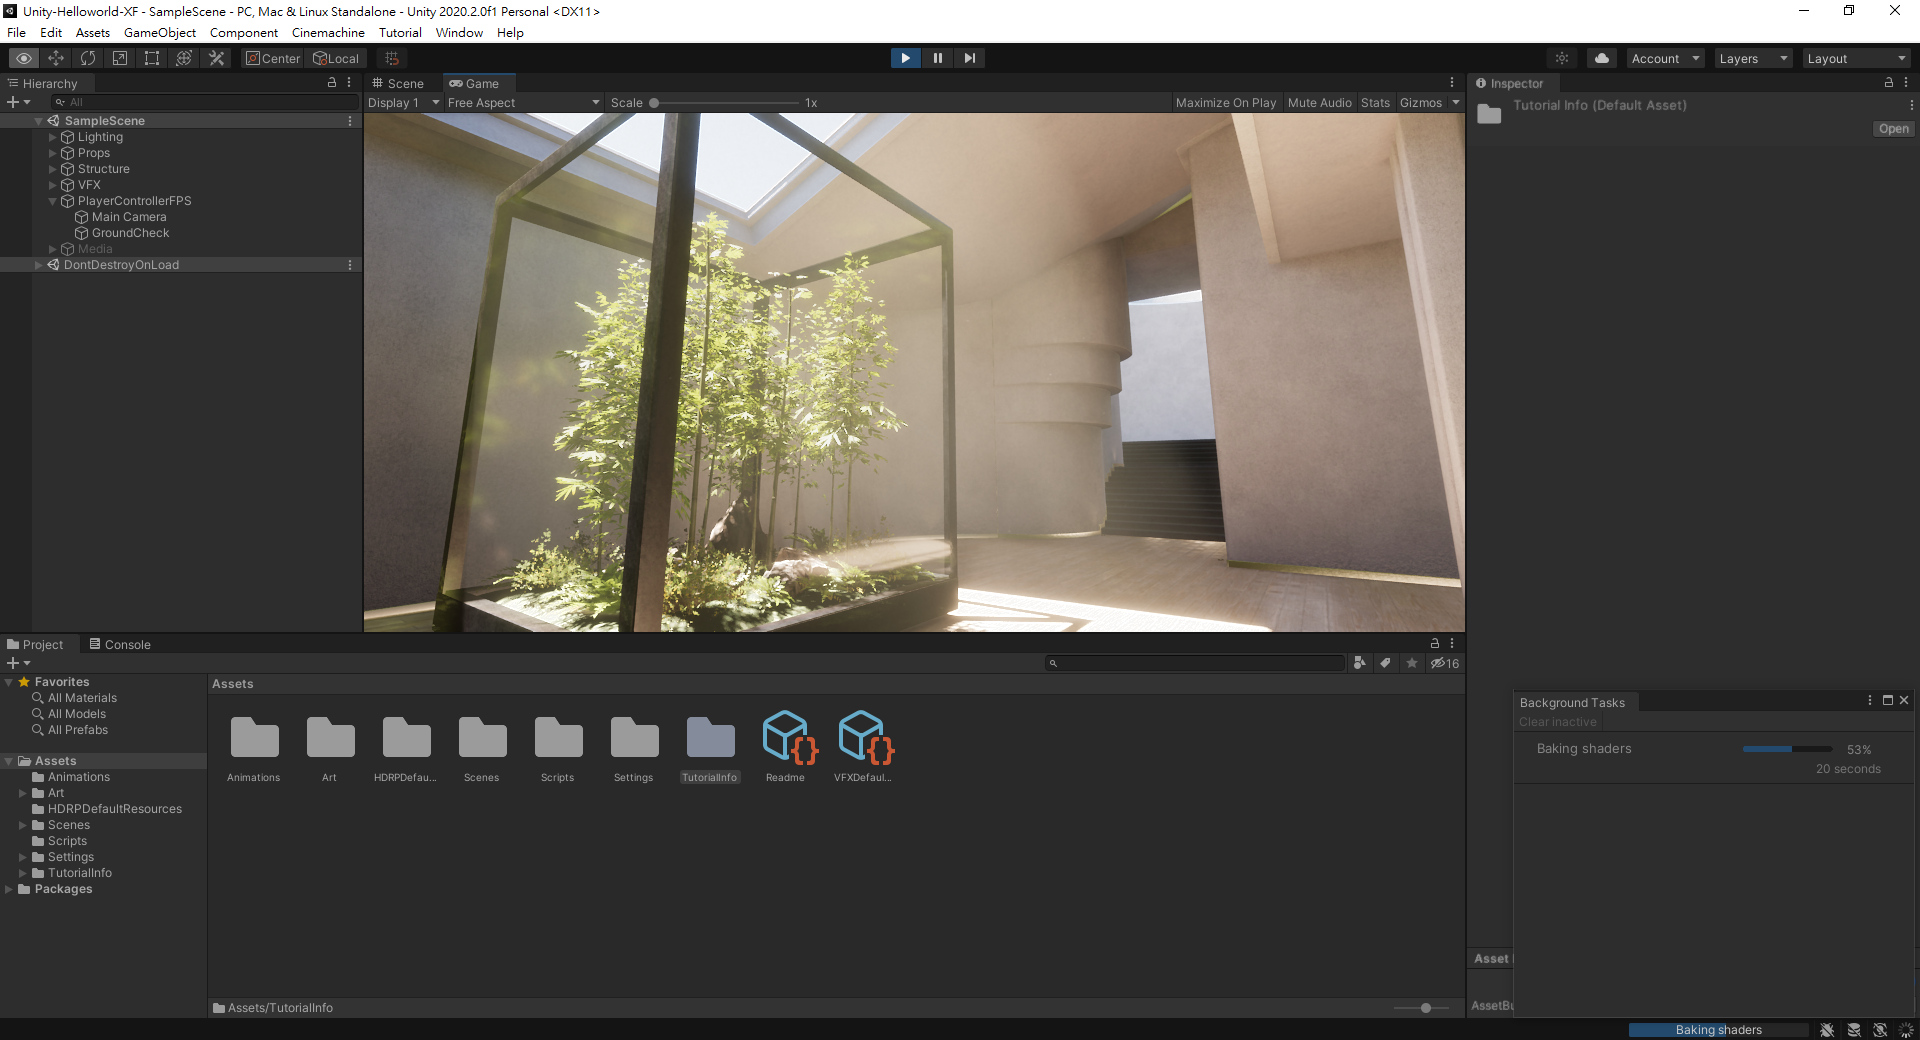 Unity-Helloworld-XF - SampleScene - PC, Mac & Linux Standalone - Unity 2020.2.0f1 Personal <DX11>
File Edit Assets GameObject Component Cinemachine Tutorial Window Help
Center Local Account Layers Layout
Hierarchy
All
SampleScene
Lighting
Props
Structure
VFX
PlayerControllerFPS
Main Camera
GroundCheck
Media
DontDestroyOnLoad
Scene Game
Display 1 Free Aspect Scale 1x Maximize On Play Mute Audio Stats Gizmos
Inspector
Tutorial Info (Default Asset)
Open
Project Console
16
Favorites
All Materials
All Models
All Prefabs
Assets
Animations
Art
HDRPDefaultResources
Scenes
Scripts
Settings
TutorialInfo
Packages
Assets
Animations Art HDRPDefau... Scenes Scripts Settings TutorialInfo Readme VFXDefaul...
Assets/TutorialInfo
Background Tasks
Clear inactive
Baking shaders 53%
20 seconds
Asset
AssetBu
Baking shaders